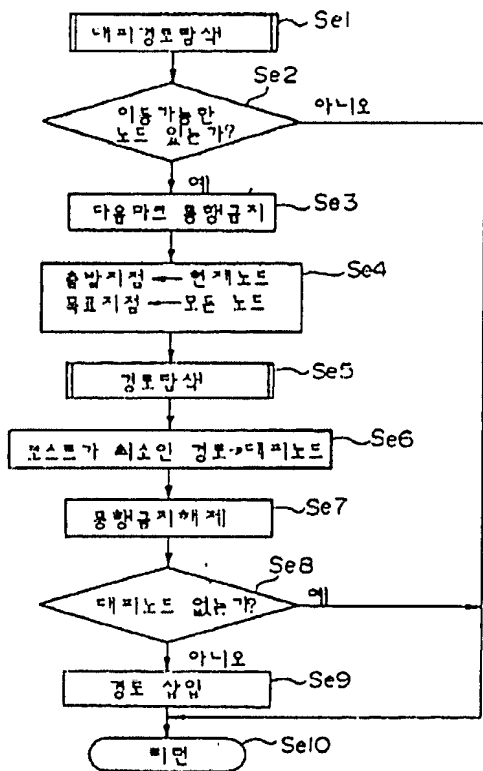 대피경로탐색
Se1
Se2
이동가능한
노드 있는가?
아니오
예
다음마크 통행금지
Se3
출발지점 ← 현재노드
목표지점 ← 모든 노드
Se4
경로탐색
Se5
코스트가 최소인 경로→대피노드
Se6
통행금지해제
Se7
Se8
대피노드 없는가?
예
아니오
경로 삽입
Se9
리턴
Se10